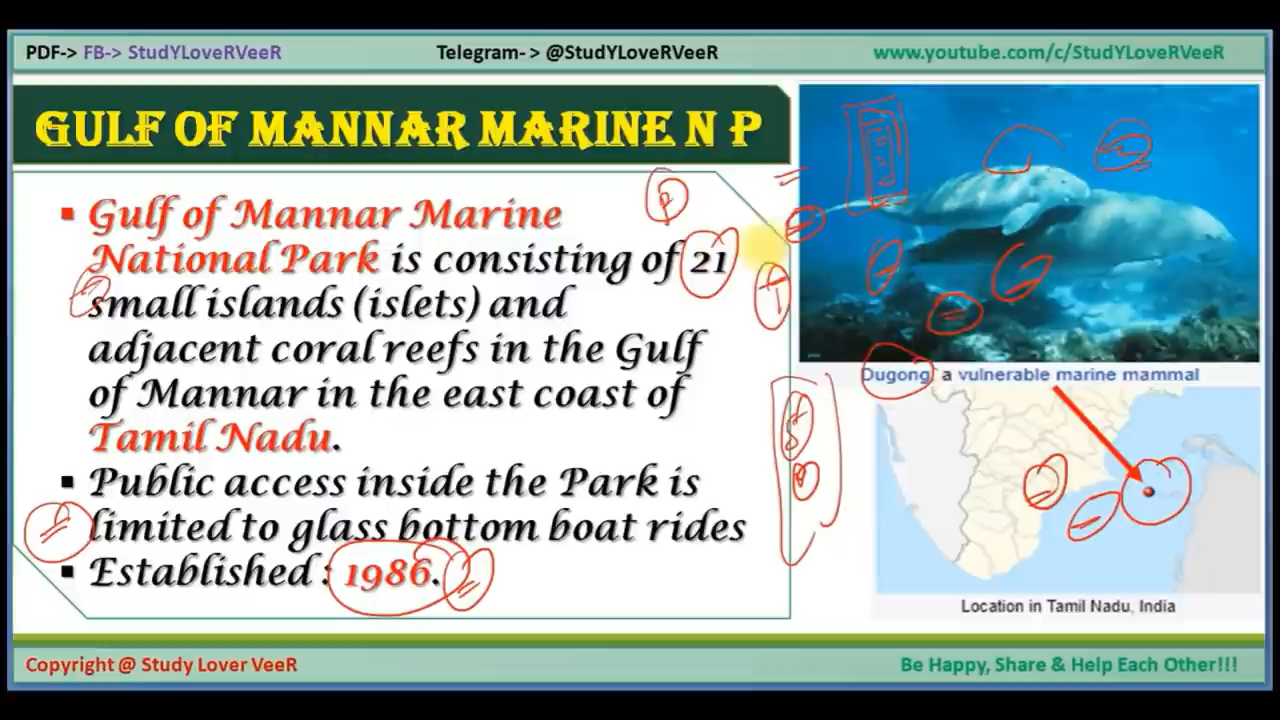 PDF-> FB-> StudYLoveRVeeR Telegram- > @StudYLoveRVeeR www.youtube.com/c/StudYLoveRVeeR
GULF OF MANNAR MARINE N P
▪ Gulf of Mannar Marine
National Park is consisting of 21
small islands (islets) and
adjacent coral reefs in the Gulf
of Mannar in the east coast of
Tamil Nadu.
▪ Public access inside the Park is
limited to glass bottom boat rides
▪ Established : 1986.
Dugong a vulnerable marine mammal
Location in Tamil Nadu, India
Copyright @ Study Lover VeeR Be Happy, Share & Help Each Other!!!